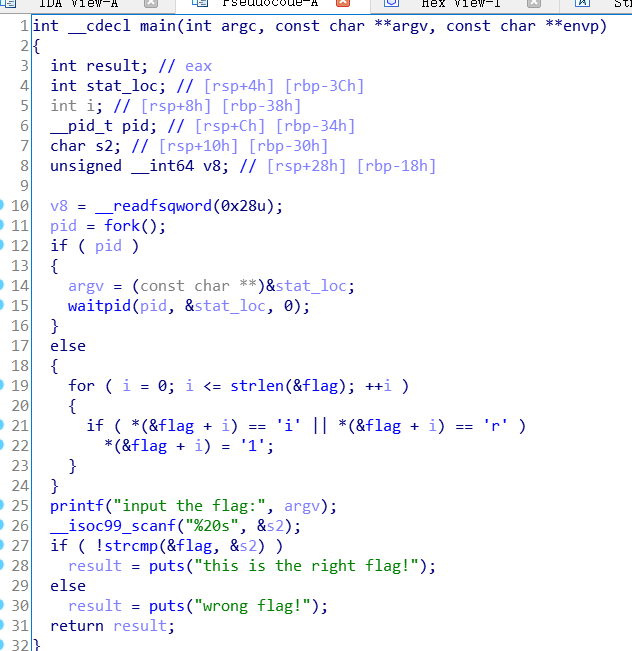 IDA View-A Pseudocode-A Hex View-1
1 int __cdecl main(int argc, const char **argv, const char **envp)
2 {
3 int result; // eax
4 int stat_loc; // [rsp+4h] [rbp-3Ch]
5 int i; // [rsp+8h] [rbp-38h]
6 __pid_t pid; // [rsp+Ch] [rbp-34h]
7 char s2; // [rsp+10h] [rbp-30h]
8 unsigned __int64 v8; // [rsp+28h] [rbp-18h]
9
10 v8 = __readfsqword(0x28u);
11 pid = fork();
12 if ( pid )
13 {
14 argv = (const char **)&stat_loc;
15 waitpid(pid, &stat_loc, 0);
16 }
17 else
18 {
19 for ( i = 0; i <= strlen(&flag); ++i )
20 {
21 if ( *(&flag + i) == 'i' || *(&flag + i) == 'r' )
22 *(&flag + i) = '1';
23 }
24 }
25 printf("input the flag:", argv);
26 __isoc99_scanf("%20s", &s2);
27 if ( !strcmp(&flag, &s2) )
28 result = puts("this is the right flag!");
29 else
30 result = puts("wrong flag!");
31 return result;
32 }